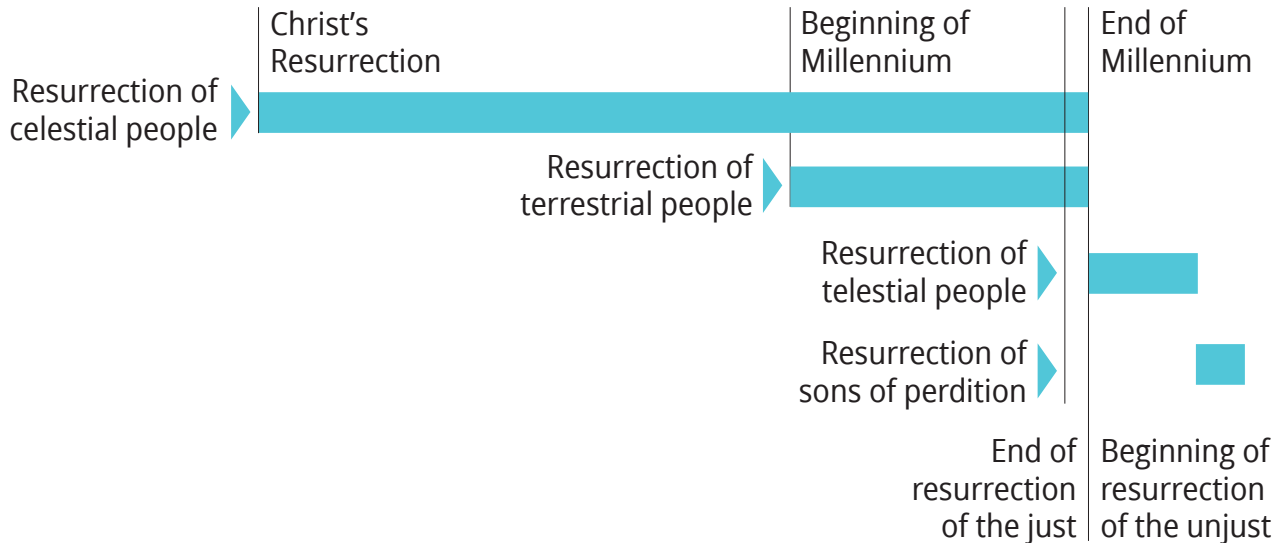 Christ’s
Resurrection
Beginning of
Millennium
End of
Millennium
Resurrection of
celestial people
Resurrection of
terrestrial people
Resurrection of
telestial people
Resurrection of
sons of perdition
End of
resurrection
of the just
Beginning of
resurrection
of the unjust